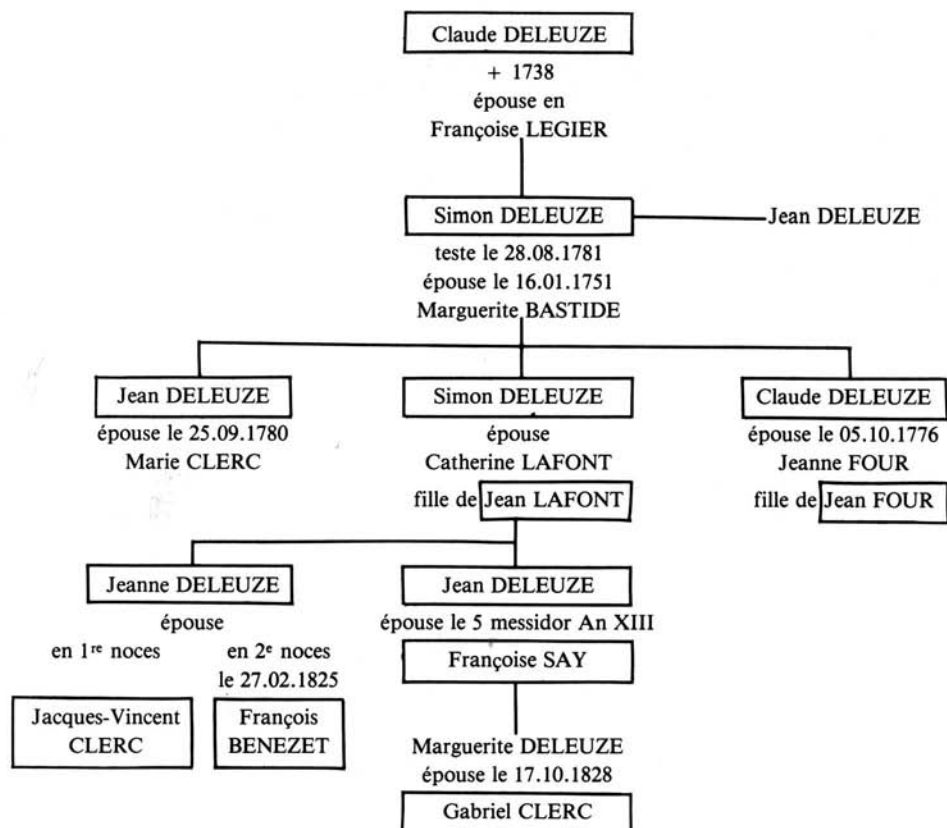 Claude DELEUZE
+ 1738
épouse en
Françoise LEGIER
Simon DELEUZE
Jean DELEUZE
teste le 28.08.1781
épouse le 16.01.1751
Marguerite BASTIDE
Jean DELEUZE
épouse le 25.09.1780
Marie CLERC
Simon DELEUZE
épouse
Catherine LAFONT
fille de Jean LAFONT
Claude DELEUZE
épouse le 05.10.1776
Jeanne FOUR
fille de Jean FOUR
Jeanne DELEUZE
épouse
en 1re noces
Jacques-Vincent
CLERC
en 2e noces
le 27.02.1825
François
BENEZET
Jean DELEUZE
épouse le 5 messidor An XIII
Françoise SAY
Marguerite DELEUZE
épouse le 17.10.1828
Gabriel CLERC